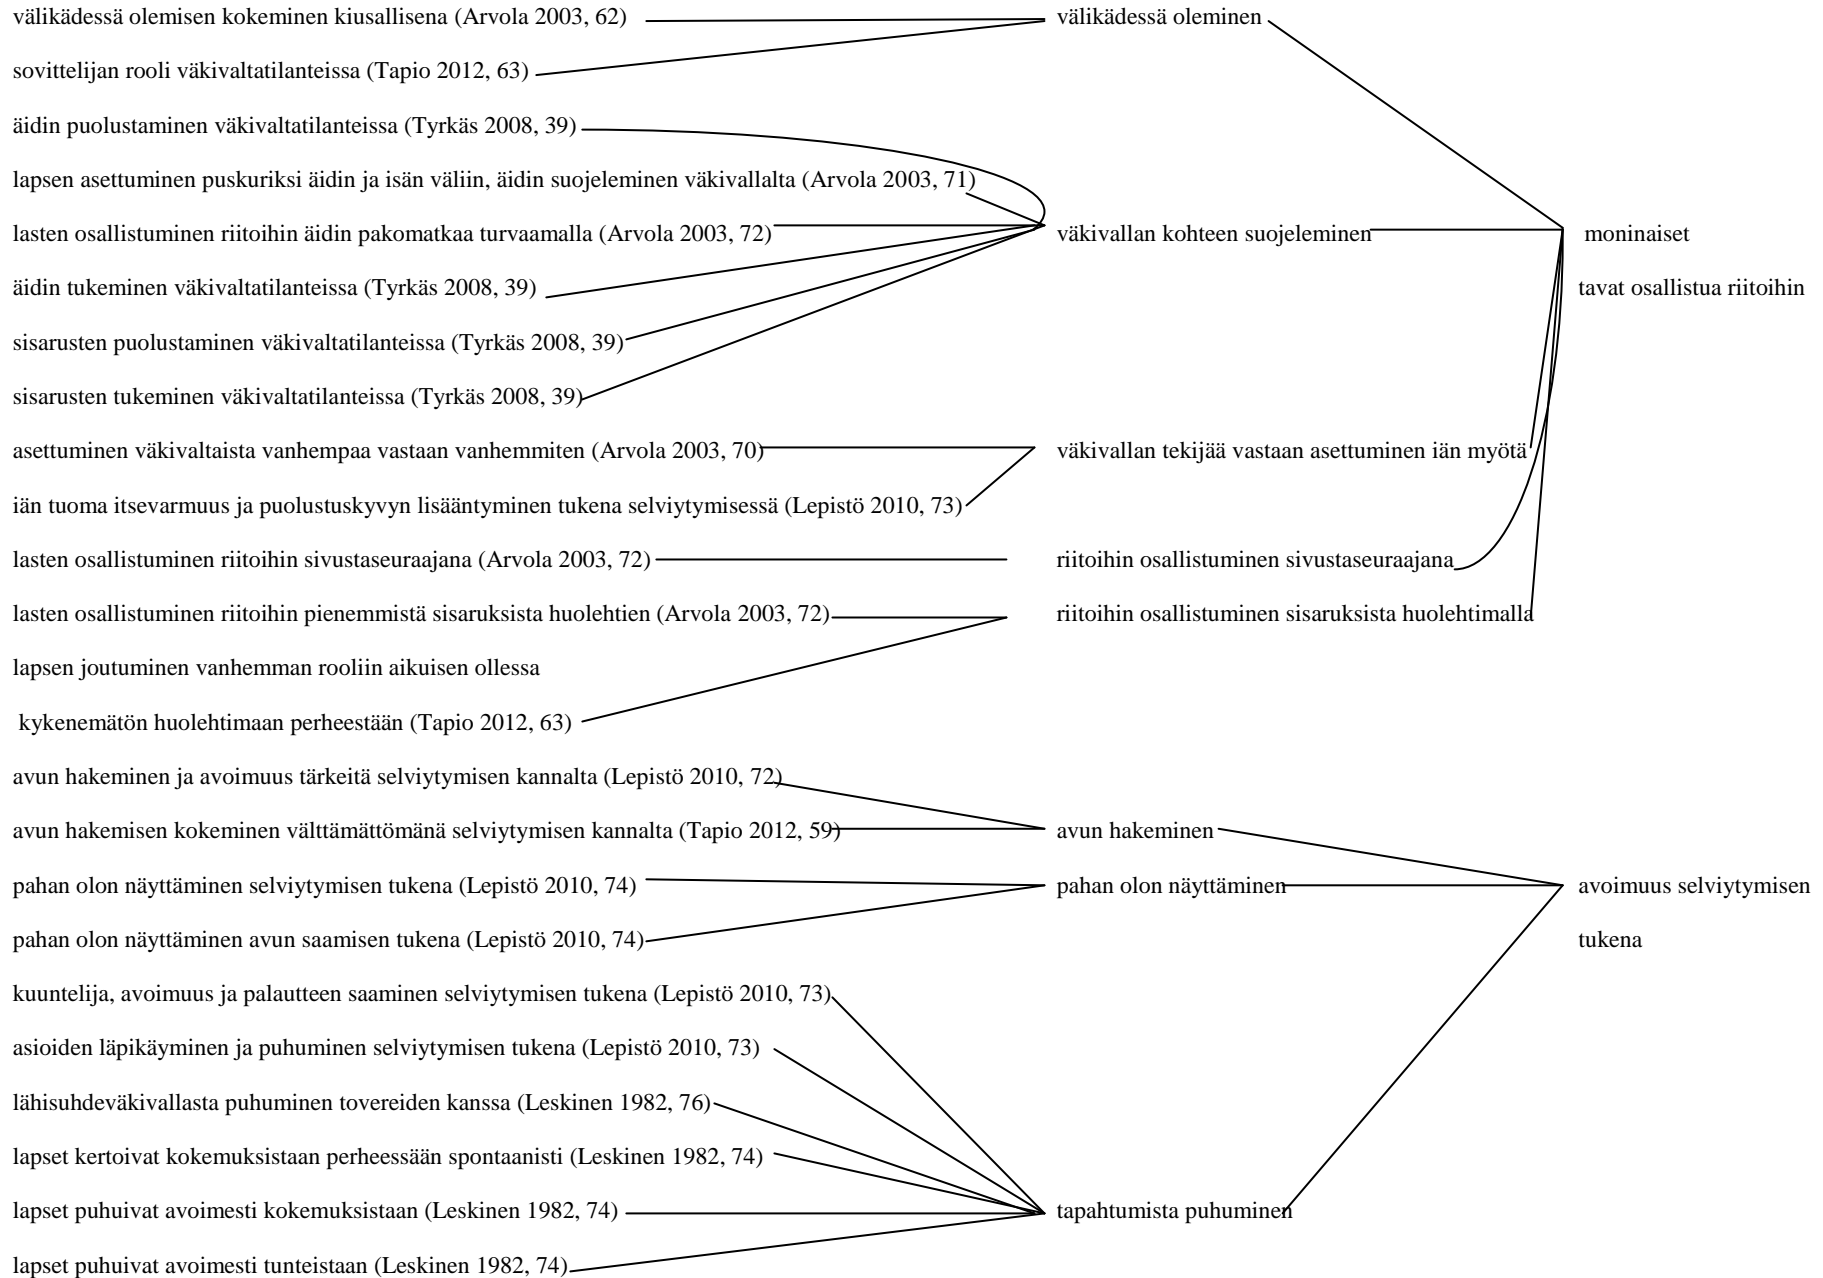 välikädessä olemisen kokeminen kiusallisena (Arvola 2003, 62)
välikädessä oleminen
sovittelijan rooli väkivaltatilanteissa (Tapio 2012, 63)
äidin puolustaminen väkivaltatilanteissa (Tyrkäs 2008, 39)
lapsen asettuminen puskuriksi äidin ja isän väliin, äidin suojeleminen väkivallalta (Arvola 2003, 71)
lasten osallistuminen riitoihin äidin pakomatkaa turvaamalla (Arvola 2003, 72)
väkivallan kohteen suojeleminen
moninaiset
äidin tukeminen väkivaltatilanteissa (Tyrkäs 2008, 39)
tavat osallistua riitoihin
sisarusten puolustaminen väkivaltatilanteissa (Tyrkäs 2008, 39)
sisarusten tukeminen väkivaltatilanteissa (Tyrkäs 2008, 39)
asettuminen väkivaltaista vanhempaa vastaan vanhemmiten (Arvola 2003, 70)
väkivallan tekijää vastaan asettuminen iän myötä
iän tuoma itsevarmuus ja puolustuskyvyn lisääntyminen tukena selviytymisessä (Lepistö 2010, 73)
lasten osallistuminen riitoihin sivustaseuraajana (Arvola 2003, 72)
riitoihin osallistuminen sivustaseuraajana
lasten osallistuminen riitoihin pienemmistä sisaruksista huolehtien (Arvola 2003, 72)
riitoihin osallistuminen sisaruksista huolehtimalla
lapsen joutuminen vanhemman rooliin aikuisen ollessa
kykenemätön huolehtimaan perheestään (Tapio 2012, 63)
avun hakeminen ja avoimuus tärkeitä selviytymisen kannalta (Lepistö 2010, 72)
avun hakemisen kokeminen välttämättömänä selviytymisen kannalta (Tapio 2012, 59)
avun hakeminen
pahan olon näyttäminen selviytymisen tukena (Lepistö 2010, 74)
pahan olon näyttäminen
avoimuus selviytymisen
pahan olon näyttäminen avun saamisen tukena (Lepistö 2010, 74)
tukena
kuuntelija, avoimuus ja palautteen saaminen selviytymisen tukena (Lepistö 2010, 73)
asioiden läpikäyminen ja puhuminen selviytymisen tukena (Lepistö 2010, 73)
lähisuhdeväkivallasta puhuminen tovereiden kanssa (Leskinen 1982, 76)
lapset kertoivat kokemuksistaan perheessään spontaanisti (Leskinen 1982, 74)
lapset puhuivat avoimesti kokemuksistaan (Leskinen 1982, 74)
tapahtumista puhuminen
lapset puhuivat avoimesti tunteistaan (Leskinen 1982, 74)